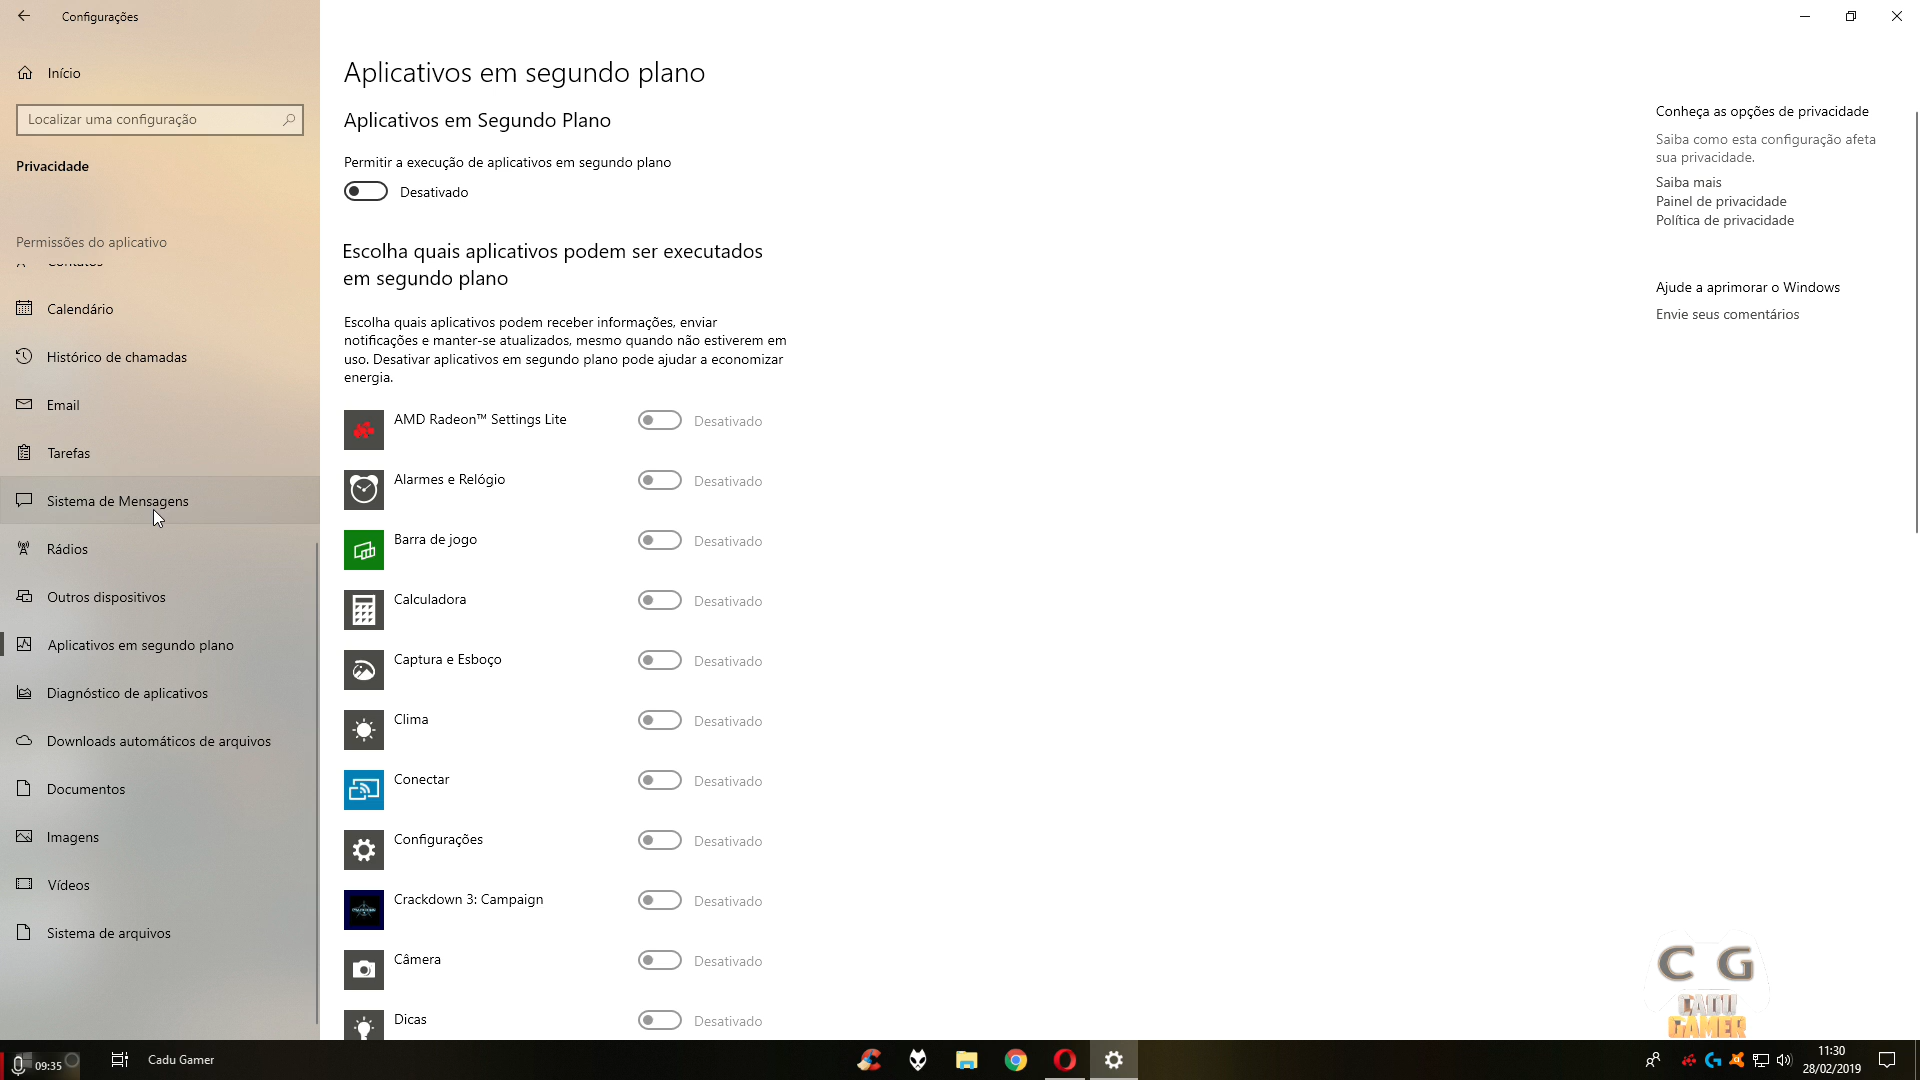 Configurações
Início
Localizar uma configuração
Privacidade
Permissões do aplicativo
Contatos
Calendário
Histórico de chamadas
Email
Tarefas
Sistema de Mensagens
Rádios
Outros dispositivos
Aplicativos em segundo plano
Diagnóstico de aplicativos
Downloads automáticos de arquivos
Documentos
Imagens
Vídeos
Sistema de arquivos
Aplicativos em segundo plano
Aplicativos em Segundo Plano
Permitir a execução de aplicativos em segundo plano
Desativado
Escolha quais aplicativos podem ser executados
em segundo plano
Escolha quais aplicativos podem receber informações, enviar
notificações e manter-se atualizados, mesmo quando não estiverem em
uso. Desativar aplicativos em segundo plano pode ajudar a economizar
energia.
AMD Radeon™ Settings Lite Desativado
Alarmes e Relógio Desativado
Barra de jogo Desativado
Calculadora Desativado
Captura e Esboço Desativado
Clima Desativado
Conectar Desativado
Configurações Desativado
Crackdown 3: Campaign Desativado
Câmera Desativado
Dicas Desativado
Conheça as opções de privacidade
Saiba como esta configuração afeta
sua privacidade.
Saiba mais
Painel de privacidade
Política de privacidade
Ajude a aprimorar o Windows
Envie seus comentários
C G
CADU
GAMER
09:35
Cadu Gamer
11:30
28/02/2019